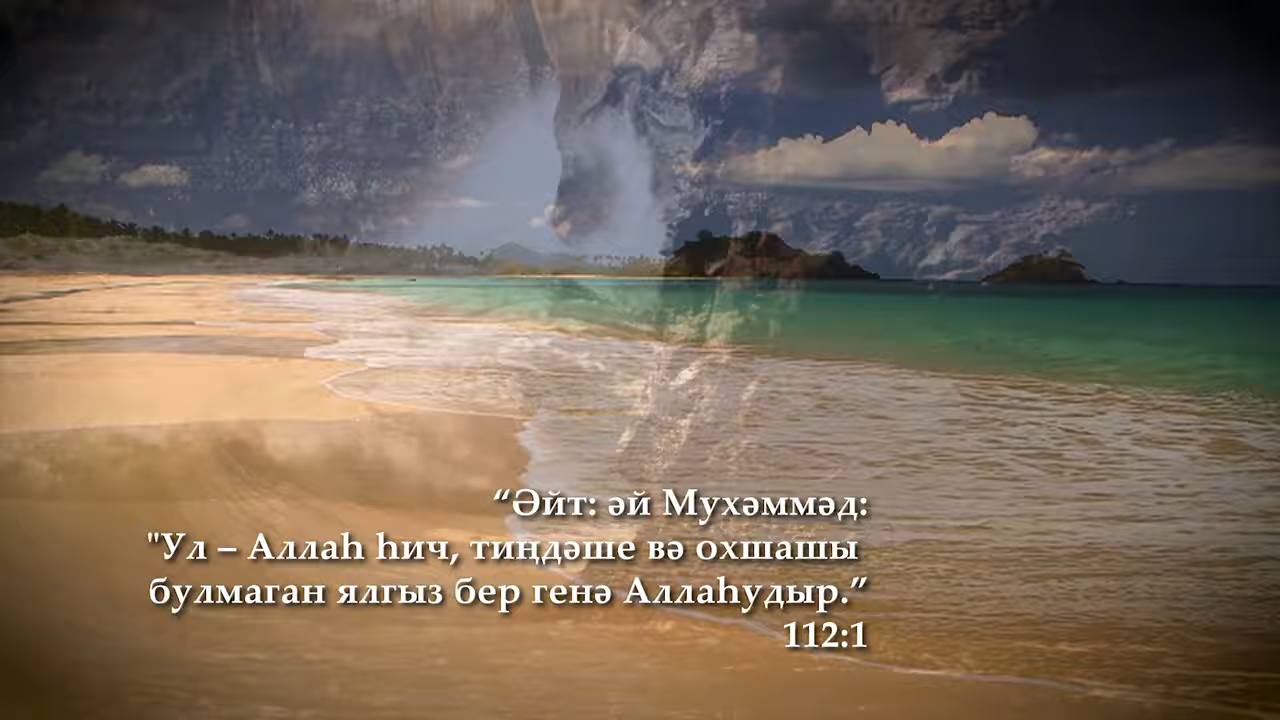 “Әйт: әй Мухәммәд:
"Ул – Аллаһ һич, тиңдәше вә охшашы
булмаган ялгыз бер генә Аллаһудыр.”
112:1